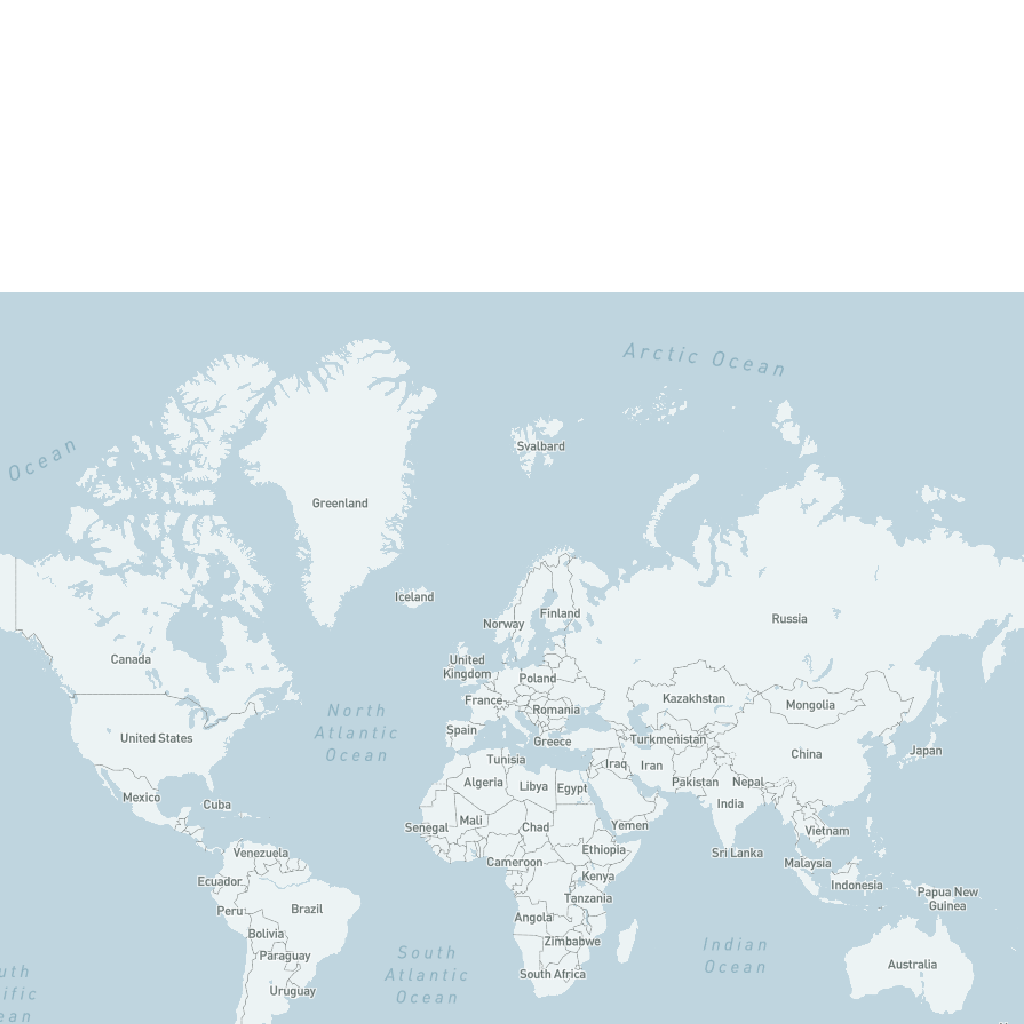 Arctic Ocean
Ocean
Svalbard
Greenland
Iceland
Finland
Norway
Russia
United
Kingdom
Canada
Poland
Kazakhstan
France
Mongolia
North
Atlantic
Ocean
Romania
Spain
United States
Greece
Turkmenistan
Japan
China
Tunisia
Iraq
Iran
Algeria
Libya
Egypt
Pakistan
Nepal
Mexico
Cuba
India
Senegal
Mali
Chad
Yemen
Vietnam
Venezuela
Ethiopia
Sri Lanka
Cameroon
Malaysia
Kenya
Ecuador
Indonesia
Tanzania
Papua New
Guinea
Peru
Brazil
Angola
Bolivia
Zimbabwe
South
Atlantic
Ocean
Indian
Ocean
Paraguay
Australia
South Africa
Uruguay
uth
ific
ean